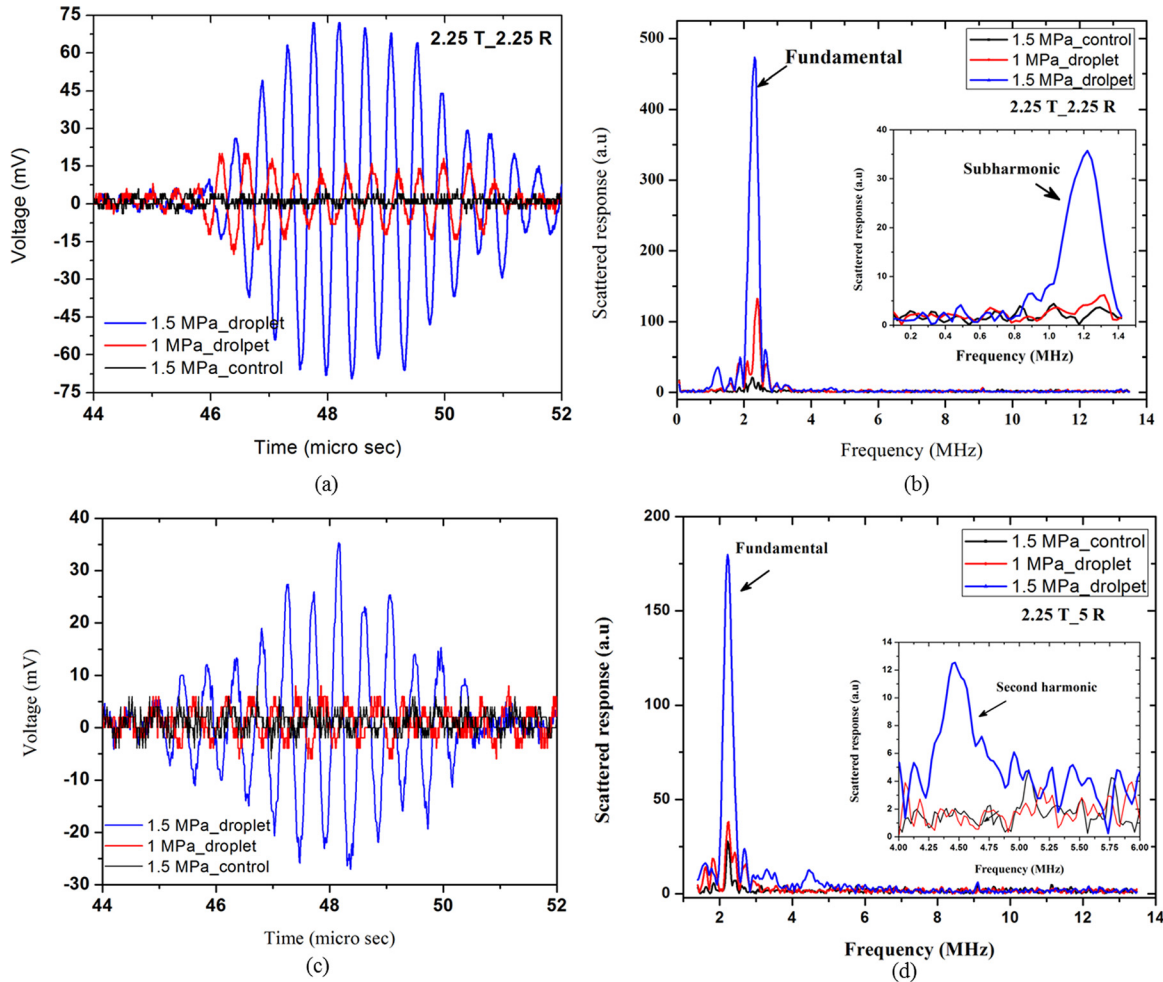 2.25 T_2.25 R
75
60
45
30
15
0
-15
-30
-45
-60
-75
Voltage (mV)
1.5 MPa_droplet
1 MPa_drolpet
1.5 MPa_control
44 46 48 50 52
Time (micro sec)
(a)
Fundamental
1.5 MPa_control
1 MPa_droplet
1.5 MPa_drolpet
2.25 T_2.25 R
500
400
300
200
100
0
Scattered response (a.u)
40
30
20
10
0
Scattered response (a.u)
Subharmonic
0.2 0.4 0.6 0.8 1.0 1.2 1.4
Frequency (MHz)
0 2 4 6 8 10 12 14
Frequency (MHz)
(b)
40
30
20
10
0
-10
-20
-30
Voltage (mV)
1.5 MPa_droplet
1 MPa_droplet
1.5 MPa_control
44 46 48 50 52
Time (micro sec)
(c)
Fundamental
1.5 MPa_control
1 MPa_droplet
1.5 MPa_drolpet
2.25 T_5 R
200
150
100
50
0
Scattered response (a.u)
14
12
10
8
6
4
2
0
Scattered response (a.u)
Second harmonic
4.00 4.25 4.50 4.75 5.00 5.25 5.50 5.75 6.00
Frequency (MHz)
2 4 6 8 10 12 14
Frequency (MHz)
(d)